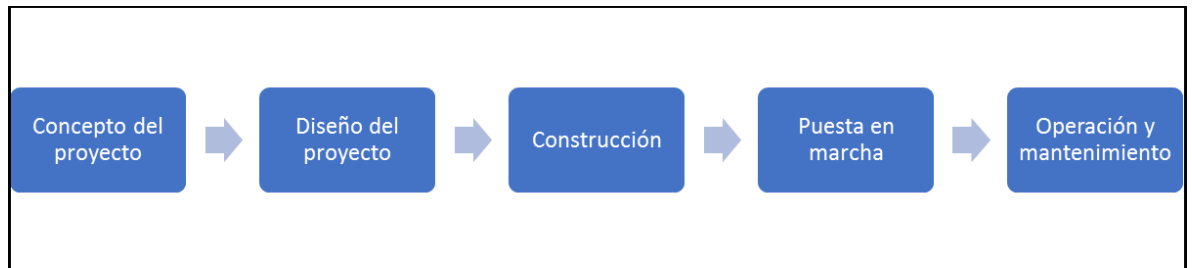 Concepto del
proyecto
Diseño del
proyecto
Construcción
Puesta en
marcha
Operación y
mantenimiento